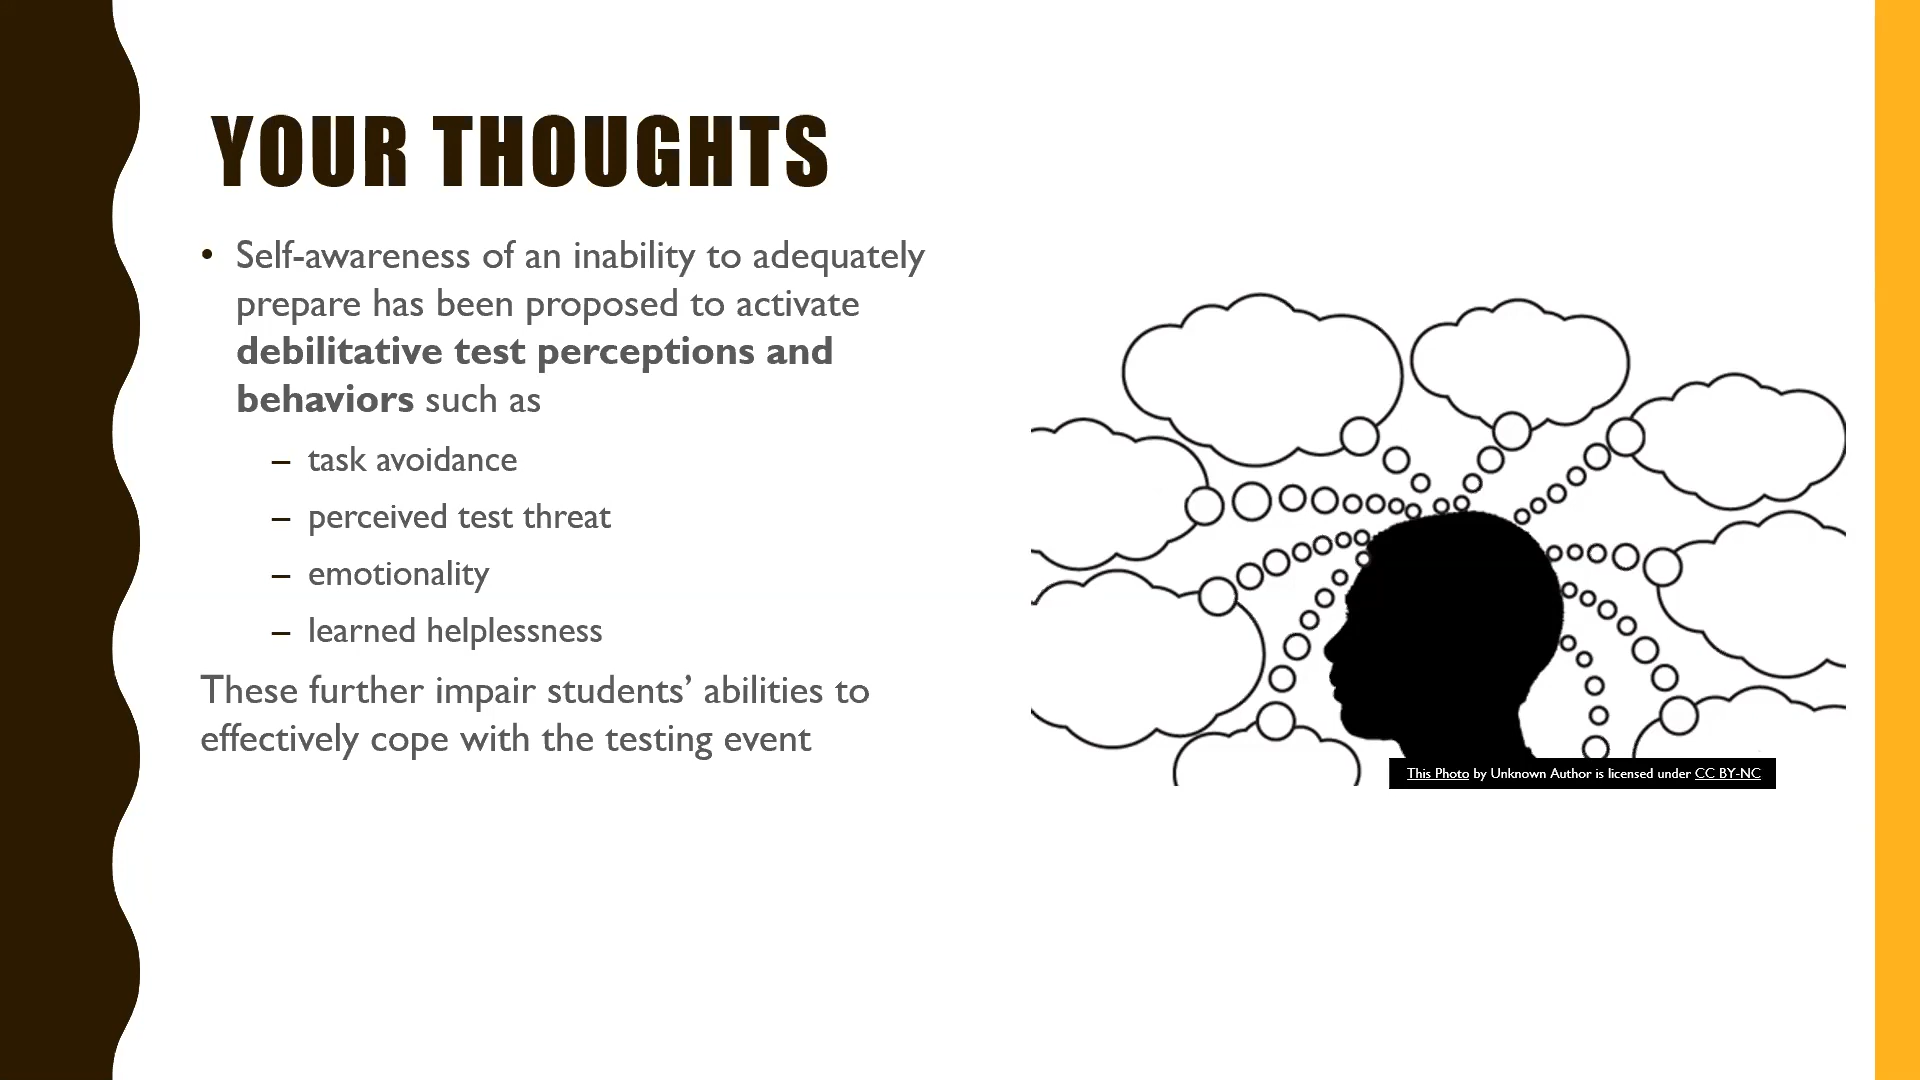 YOUR THOUGHTS
• Self-awareness of an inability to adequately
prepare has been proposed to activate
debilitative test perceptions and
behaviors such as
– task avoidance
– perceived test threat
– emotionality
– learned helplessness
These further impair students’ abilities to
effectively cope with the testing event
This Photo by Unknown Author is licensed under CC BY-NC